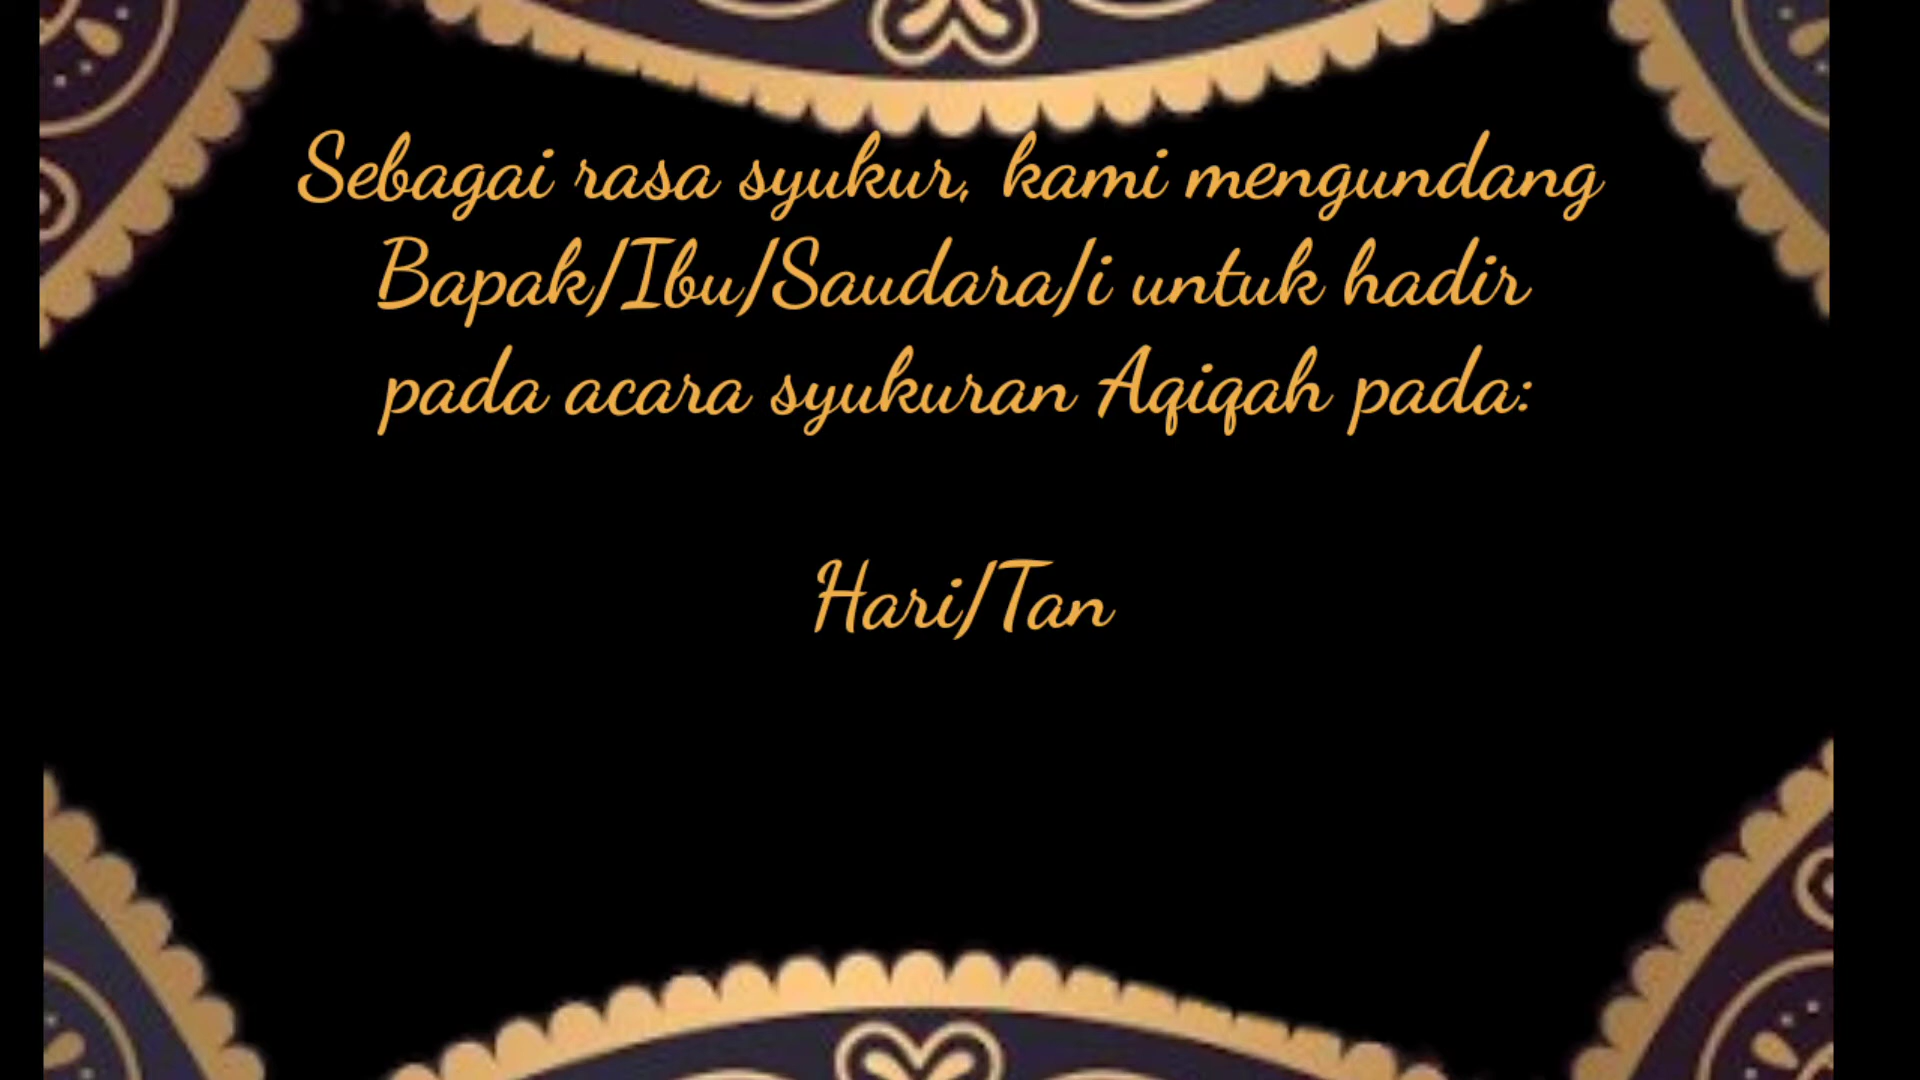 Sebagai rasa syukur, kami mengundang
Bapak/Ibu/Saudara/i untuk hadir
pada acara syukuran Aqiqah pada:
Hari/Tan